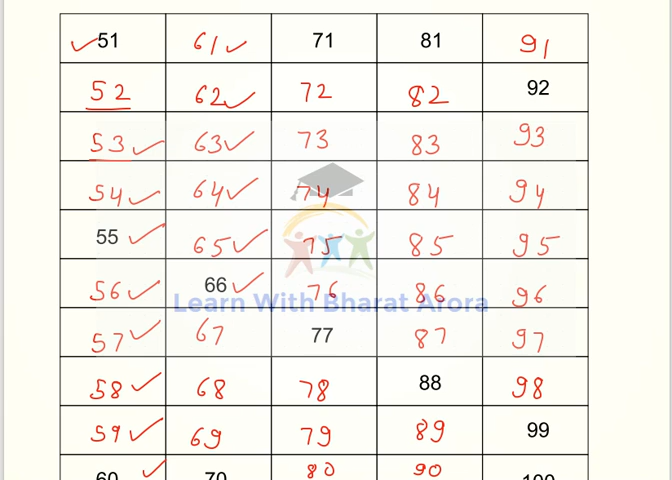 51 61 71 81 91
52 62 72 82 92
53 63 73 83 93
54 64 74 84 94
55 65 75 85 95
56 66 76 86 96
Learn With Bharat Arora
57 67 77 87 97
58 68 78 88 98
59 69 79 89 99
60 70 80 90 100